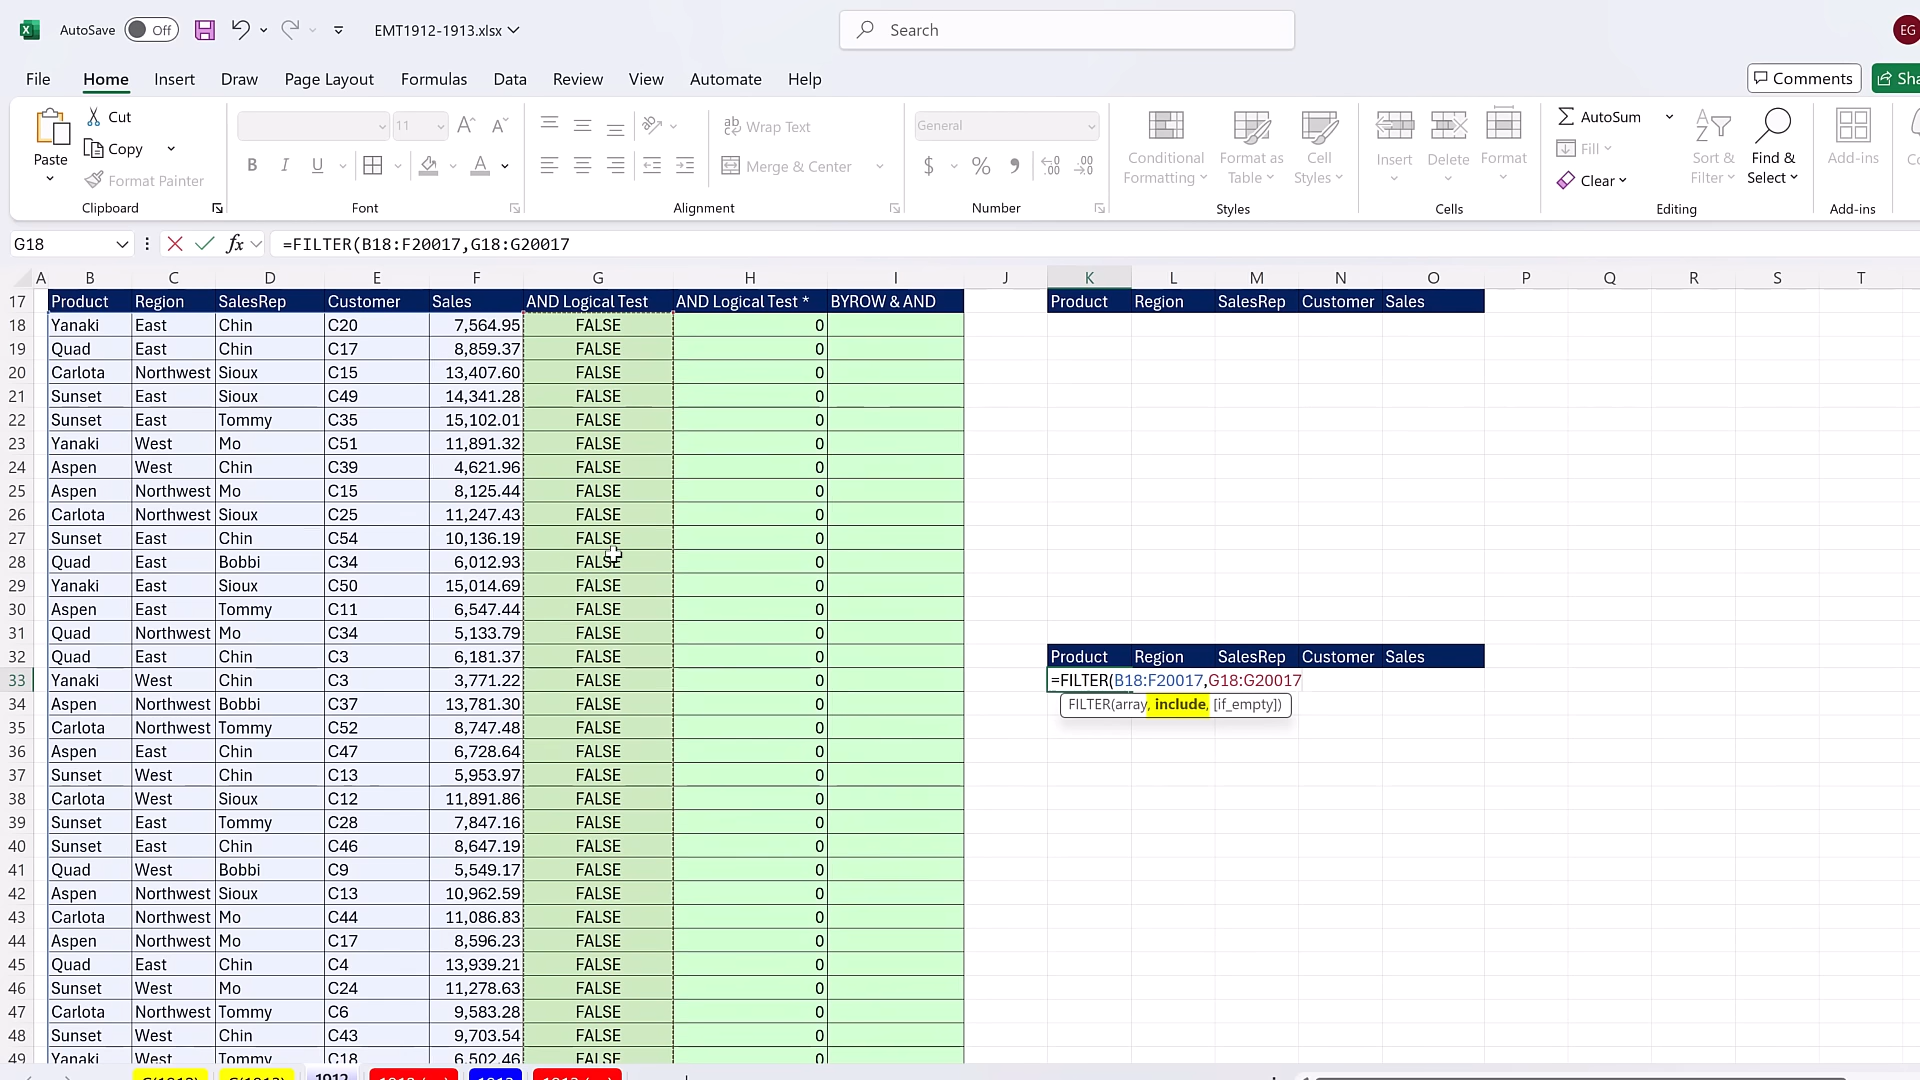 AutoSave Off EMT1912-1913.xlsx Search EG
File Home Insert Draw Page Layout Formulas Data Review View Automate Help Comments
Paste Cut Copy Format Painter Clipboard
11 Font
Wrap Text Merge & Center Alignment
General $ % Number
Conditional Formatting Format as Table Cell Styles Styles
Insert Delete Format Cells
AutoSum Fill Clear Sort & Filter Find & Select Editing
Add-ins Add-ins
G18 fx =FILTER(B18:F20017,G18:G20017
A B C D E F G H I J K L M N O P Q R S T
17 Product Region SalesRep Customer Sales AND Logical Test AND Logical Test * BYROW & AND Product Region SalesRep Customer Sales
18 Yanaki East Chin C20 7,564.95 FALSE 0
19 Quad East Chin C17 8,859.37 FALSE 0
20 Carlota Northwest Sioux C15 13,407.60 FALSE 0
21 Sunset East Sioux C49 14,341.28 FALSE 0
22 Sunset East Tommy C35 15,102.01 FALSE 0
23 Yanaki West Mo C51 11,891.32 FALSE 0
24 Aspen West Chin C39 4,621.96 FALSE 0
25 Aspen Northwest Mo C15 8,125.44 FALSE 0
26 Carlota Northwest Sioux C25 11,247.43 FALSE 0
27 Sunset East Chin C54 10,136.19 FALSE 0
28 Quad East Bobbi C34 6,012.93 FALSE 0
29 Yanaki East Sioux C50 15,014.69 FALSE 0
30 Aspen East Tommy C11 6,547.44 FALSE 0
31 Quad Northwest Mo C34 5,133.79 FALSE 0
32 Quad East Chin C3 6,181.37 FALSE 0 Product Region SalesRep Customer Sales
33 Yanaki West Chin C3 3,771.22 FALSE 0 =FILTER(B18:F20017,G18:G20017
34 Aspen Northwest Bobbi C37 13,781.30 FALSE 0 FILTER(array, include, [if_empty])
35 Carlota Northwest Tommy C52 8,747.48 FALSE 0
36 Aspen East Chin C47 6,728.64 FALSE 0
37 Sunset West Chin C13 5,953.97 FALSE 0
38 Carlota West Sioux C12 11,891.86 FALSE 0
39 Sunset East Tommy C28 7,847.16 FALSE 0
40 Sunset East Chin C46 8,647.19 FALSE 0
41 Quad West Bobbi C9 5,549.17 FALSE 0
42 Aspen Northwest Sioux C13 10,962.59 FALSE 0
43 Carlota Northwest Mo C44 11,086.83 FALSE 0
44 Aspen Northwest Mo C17 8,596.23 FALSE 0
45 Quad East Chin C4 13,939.21 FALSE 0
46 Sunset West Mo C24 11,278.63 FALSE 0
47 Carlota Northwest Tommy C6 9,583.28 FALSE 0
48 Sunset West Chin C43 9,703.54 FALSE 0
49 Yanaki West Tommy C18 6,502.46 FALSE 0
1912